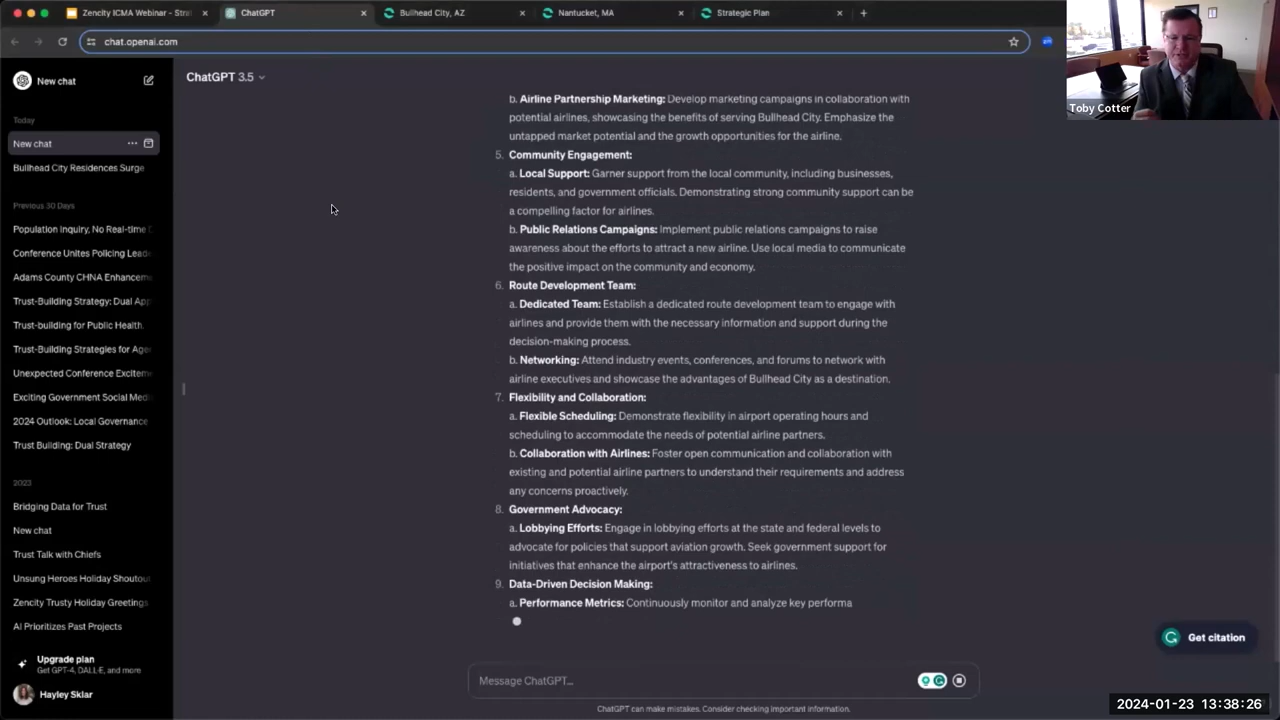 Zencity ICMA Webinar – Stra
ChatGPT
Bullhead City, AZ
Nantucket, MA
Strategic Plan
chat.openai.com
Toby Cotter
New chat
Today
New chat
Bullhead City Residences Surge
Previous 30 Days
Population Inquiry, No Real-time
Conference Unites Policing Leade
Adams County CHNA Enhanceme
Trust-Building Strategy: Dual App
Trust-building for Public Health.
Trust-Building Strategies for Agen
Unexpected Conference Exciteme
Exciting Government Social Medi
2024 Outlook: Local Governance
Trust Building: Dual Strategy
2023
Bridging Data for Trust
New chat
Trust Talk with Chiefs
Unsung Heroes Holiday Shoutou
Zencity Trusty Holiday Greetings
AI Prioritizes Past Projects
Upgrade plan
Get GPT-4, DALL·E, and more
Hayley Sklar
ChatGPT 3.5
b. Airline Partnership Marketing: Develop marketing campaigns in collaboration with
potential airlines, showcasing the benefits of serving Bullhead City. Emphasize the
untapped market potential and the growth opportunities for the airline.
5. Community Engagement:
a. Local Support: Garner support from the local community, including businesses,
residents, and government officials. Demonstrating strong community support can be
a compelling factor for airlines.
b. Public Relations Campaigns: Implement public relations campaigns to raise
awareness about the efforts to attract a new airline. Use local media to communicate
the positive impact on the community and economy.
6. Route Development Team:
a. Dedicated Team: Establish a dedicated route development team to engage with
airlines and provide them with the necessary information and support during the
decision-making process.
b. Networking: Attend industry events, conferences, and forums to network with
airline executives and showcase the advantages of Bullhead City as a destination.
7. Flexibility and Collaboration:
a. Flexible Scheduling: Demonstrate flexibility in airport operating hours and
scheduling to accommodate the needs of potential airline partners.
b. Collaboration with Airlines: Foster open communication and collaboration with
existing and potential airline partners to understand their requirements and address
any concerns proactively.
8. Government Advocacy:
a. Lobbying Efforts: Engage in lobbying efforts at the state and federal levels to
advocate for policies that support aviation growth. Seek government support for
initiatives that enhance the airport's attractiveness to airlines.
9. Data-Driven Decision Making:
a. Performance Metrics: Continuously monitor and analyze key performa
Get citation
Message ChatGPT...
ChatGPT can make mistakes. Consider checking important information.
2024-01-23 13:38:26